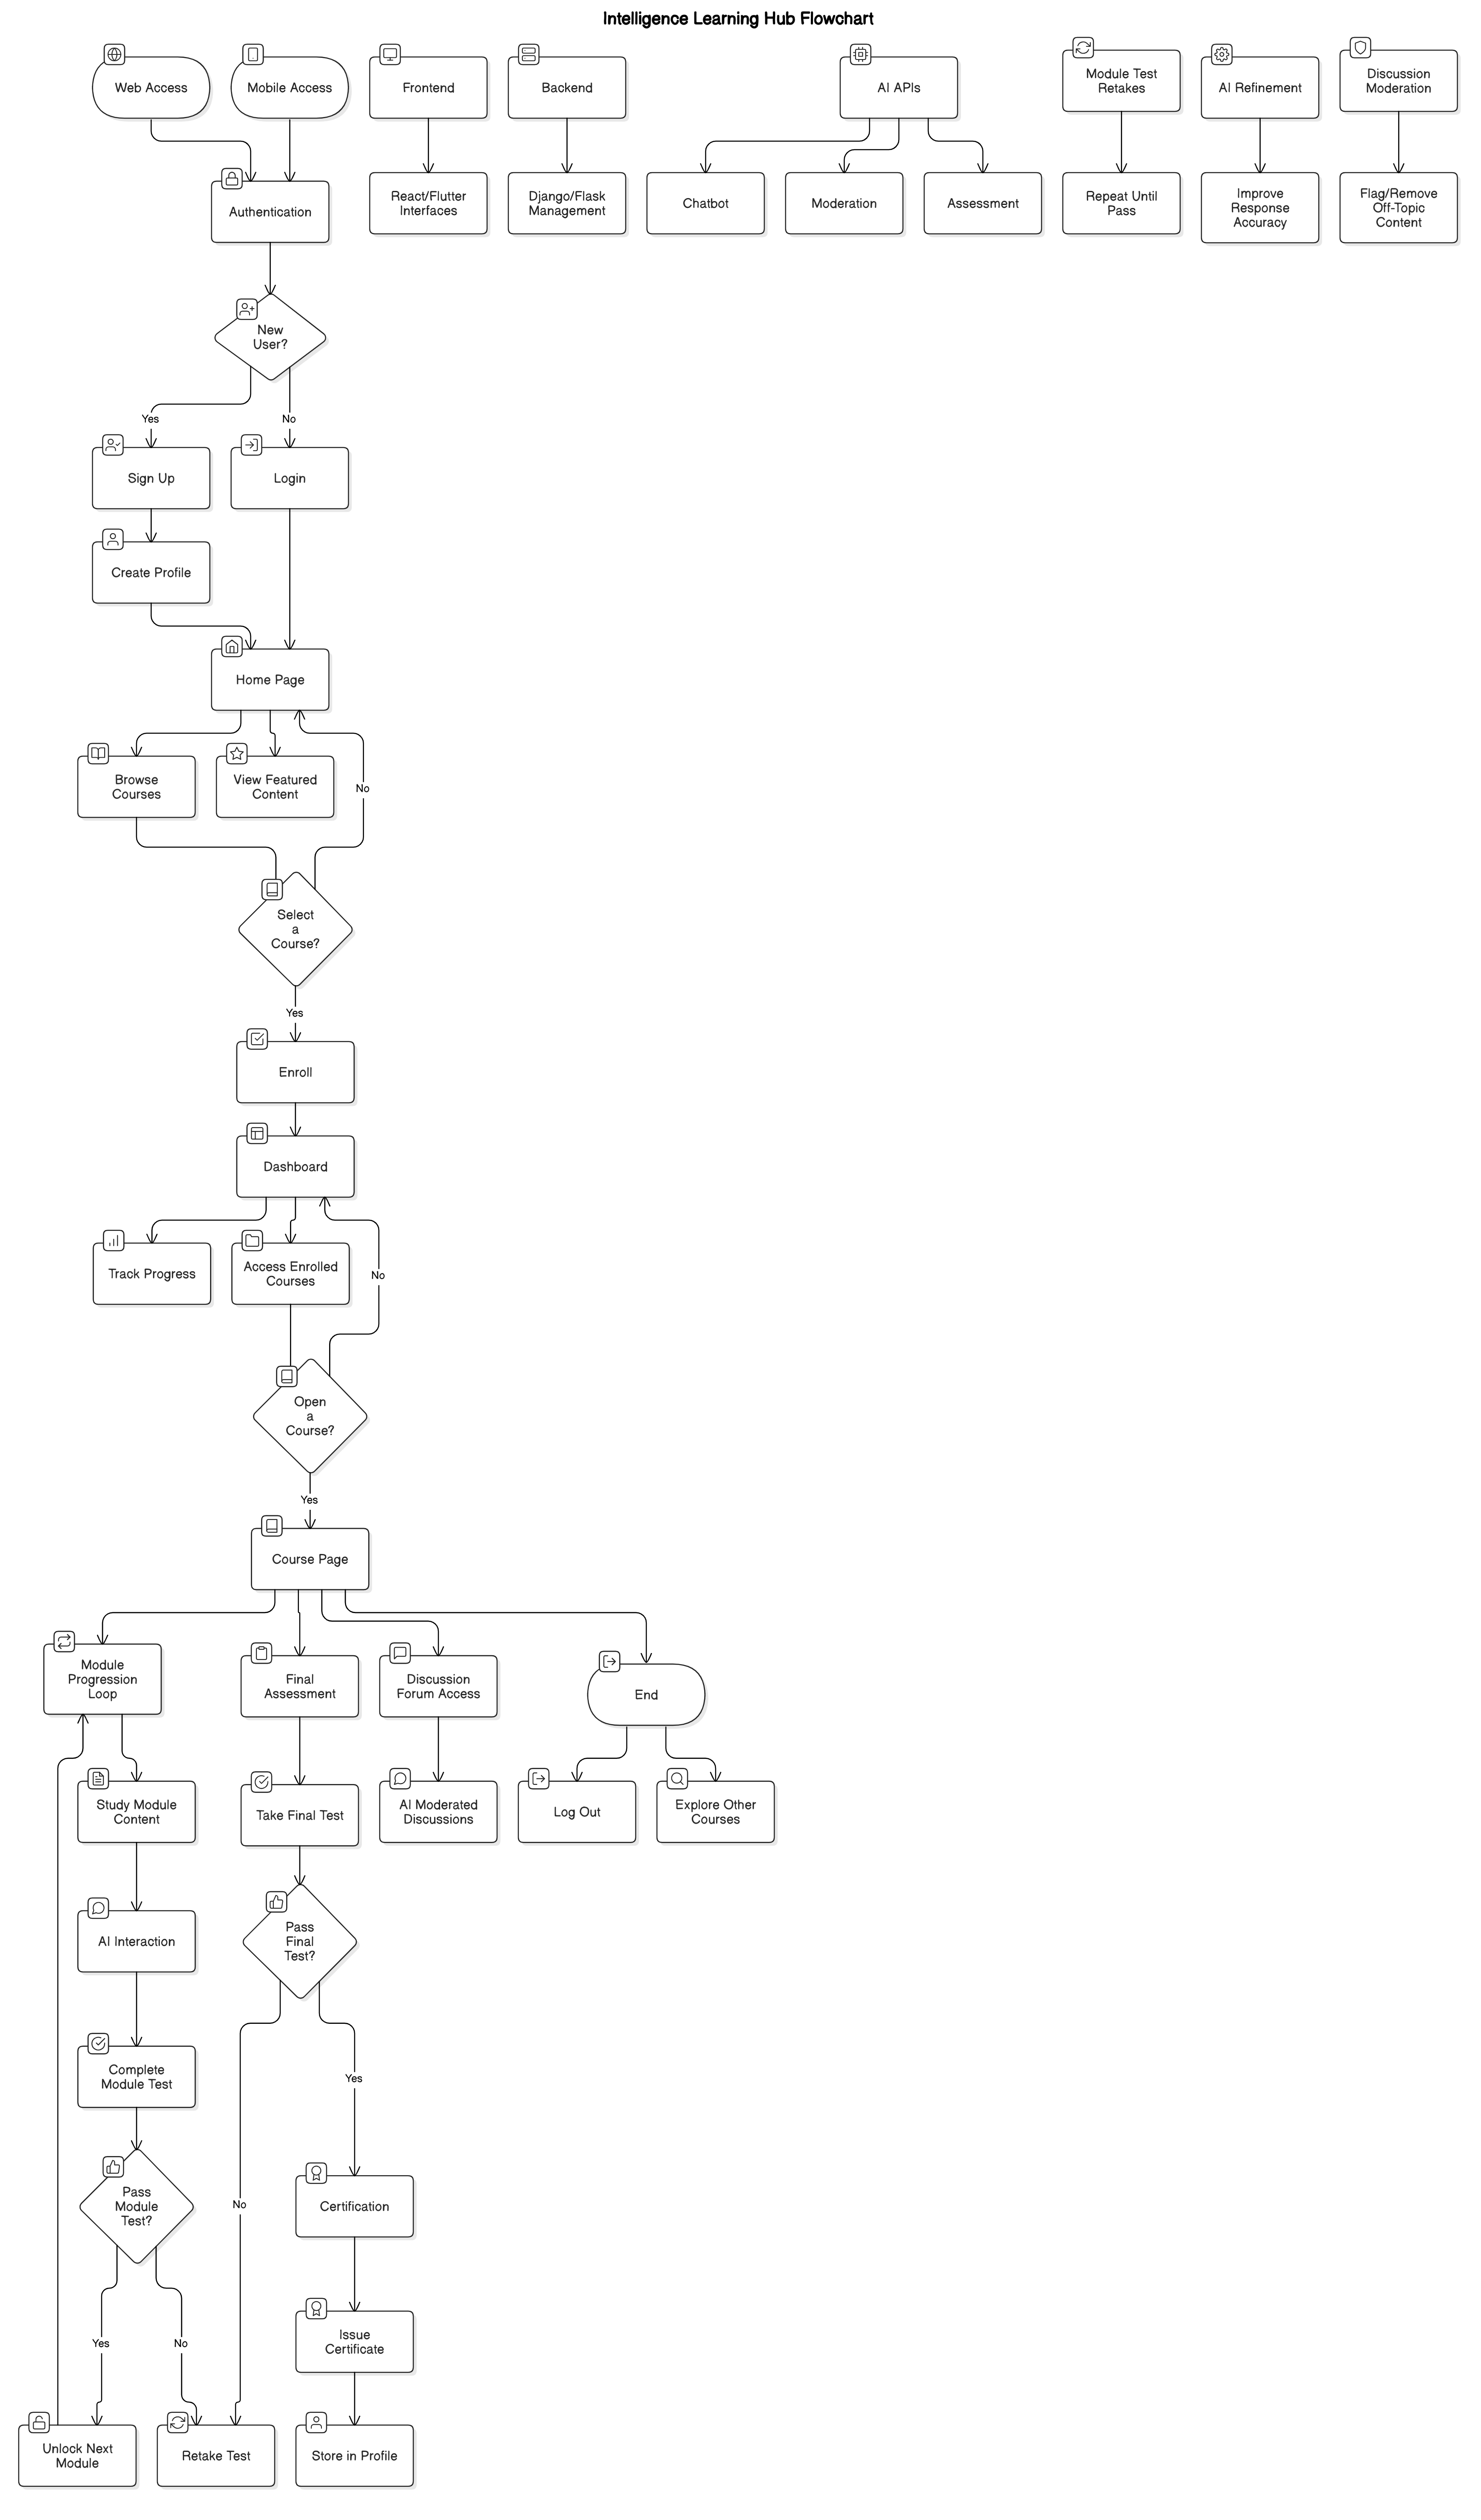 Intelligence Learning Hub Flowchart
Web Access
Mobile Access
Frontend
Backend
AI APIs
Module Test
Retakes
AI Refinement
Discussion
Moderation
Authentication
React/Flutter
Interfaces
Django/Flask
Management
Chatbot
Moderation
Assessment
Repeat Until
Pass
Improve
Response
Accuracy
Flag/Remove
Off-Topic
Content
New
User?
Yes
No
Sign Up
Login
Create Profile
Home Page
Browse
Courses
View Featured
Content
No
Select
a
Course?
Yes
Enroll
Dashboard
Track Progress
Access Enrolled
Courses
No
Open
a
Course?
Yes
Course Page
Module
Progression
Loop
Final
Assessment
Discussion
Forum Access
End
Study Module
Content
Take Final Test
AI Moderated
Discussions
Log Out
Explore Other
Courses
AI Interaction
Pass
Final
Test?
Complete
Module Test
Yes
Pass
Module
Test?
No
Certification
Yes
No
Issue
Certificate
Unlock Next
Module
Retake Test
Store in Profile